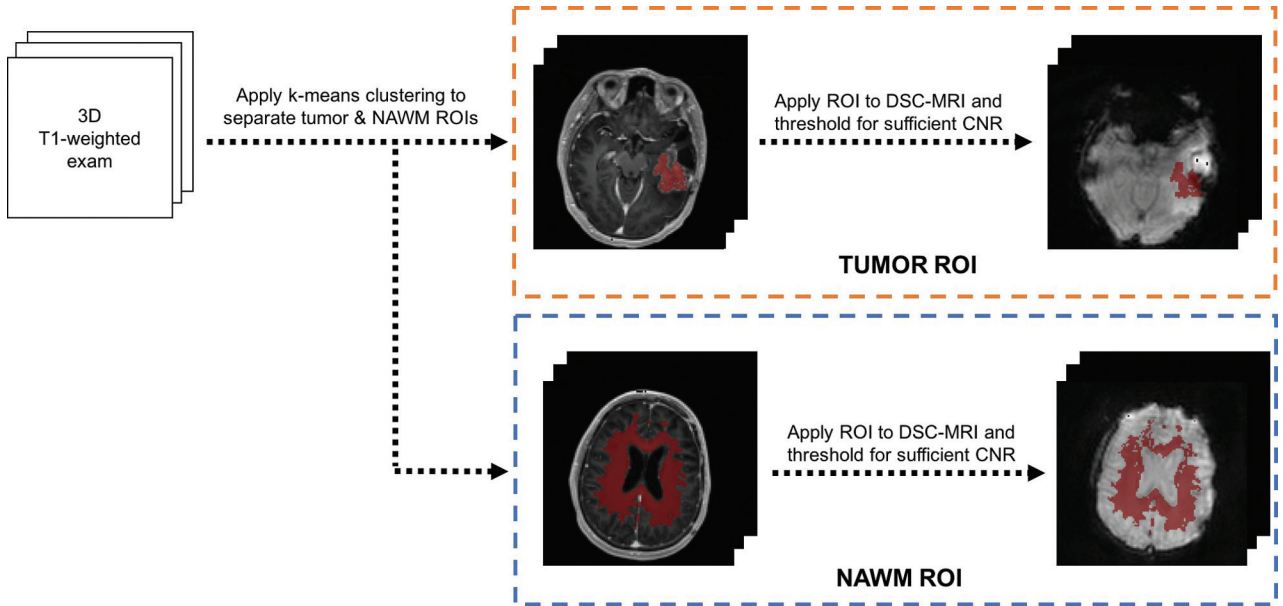 3D
T1-weighted
exam
Apply k-means clustering to
separate tumor & NAWM ROIs
Apply ROI to DSC-MRI and
threshold for sufficient CNR
TUMOR ROI
Apply ROI to DSC-MRI and
threshold for sufficient CNR
NAWM ROI